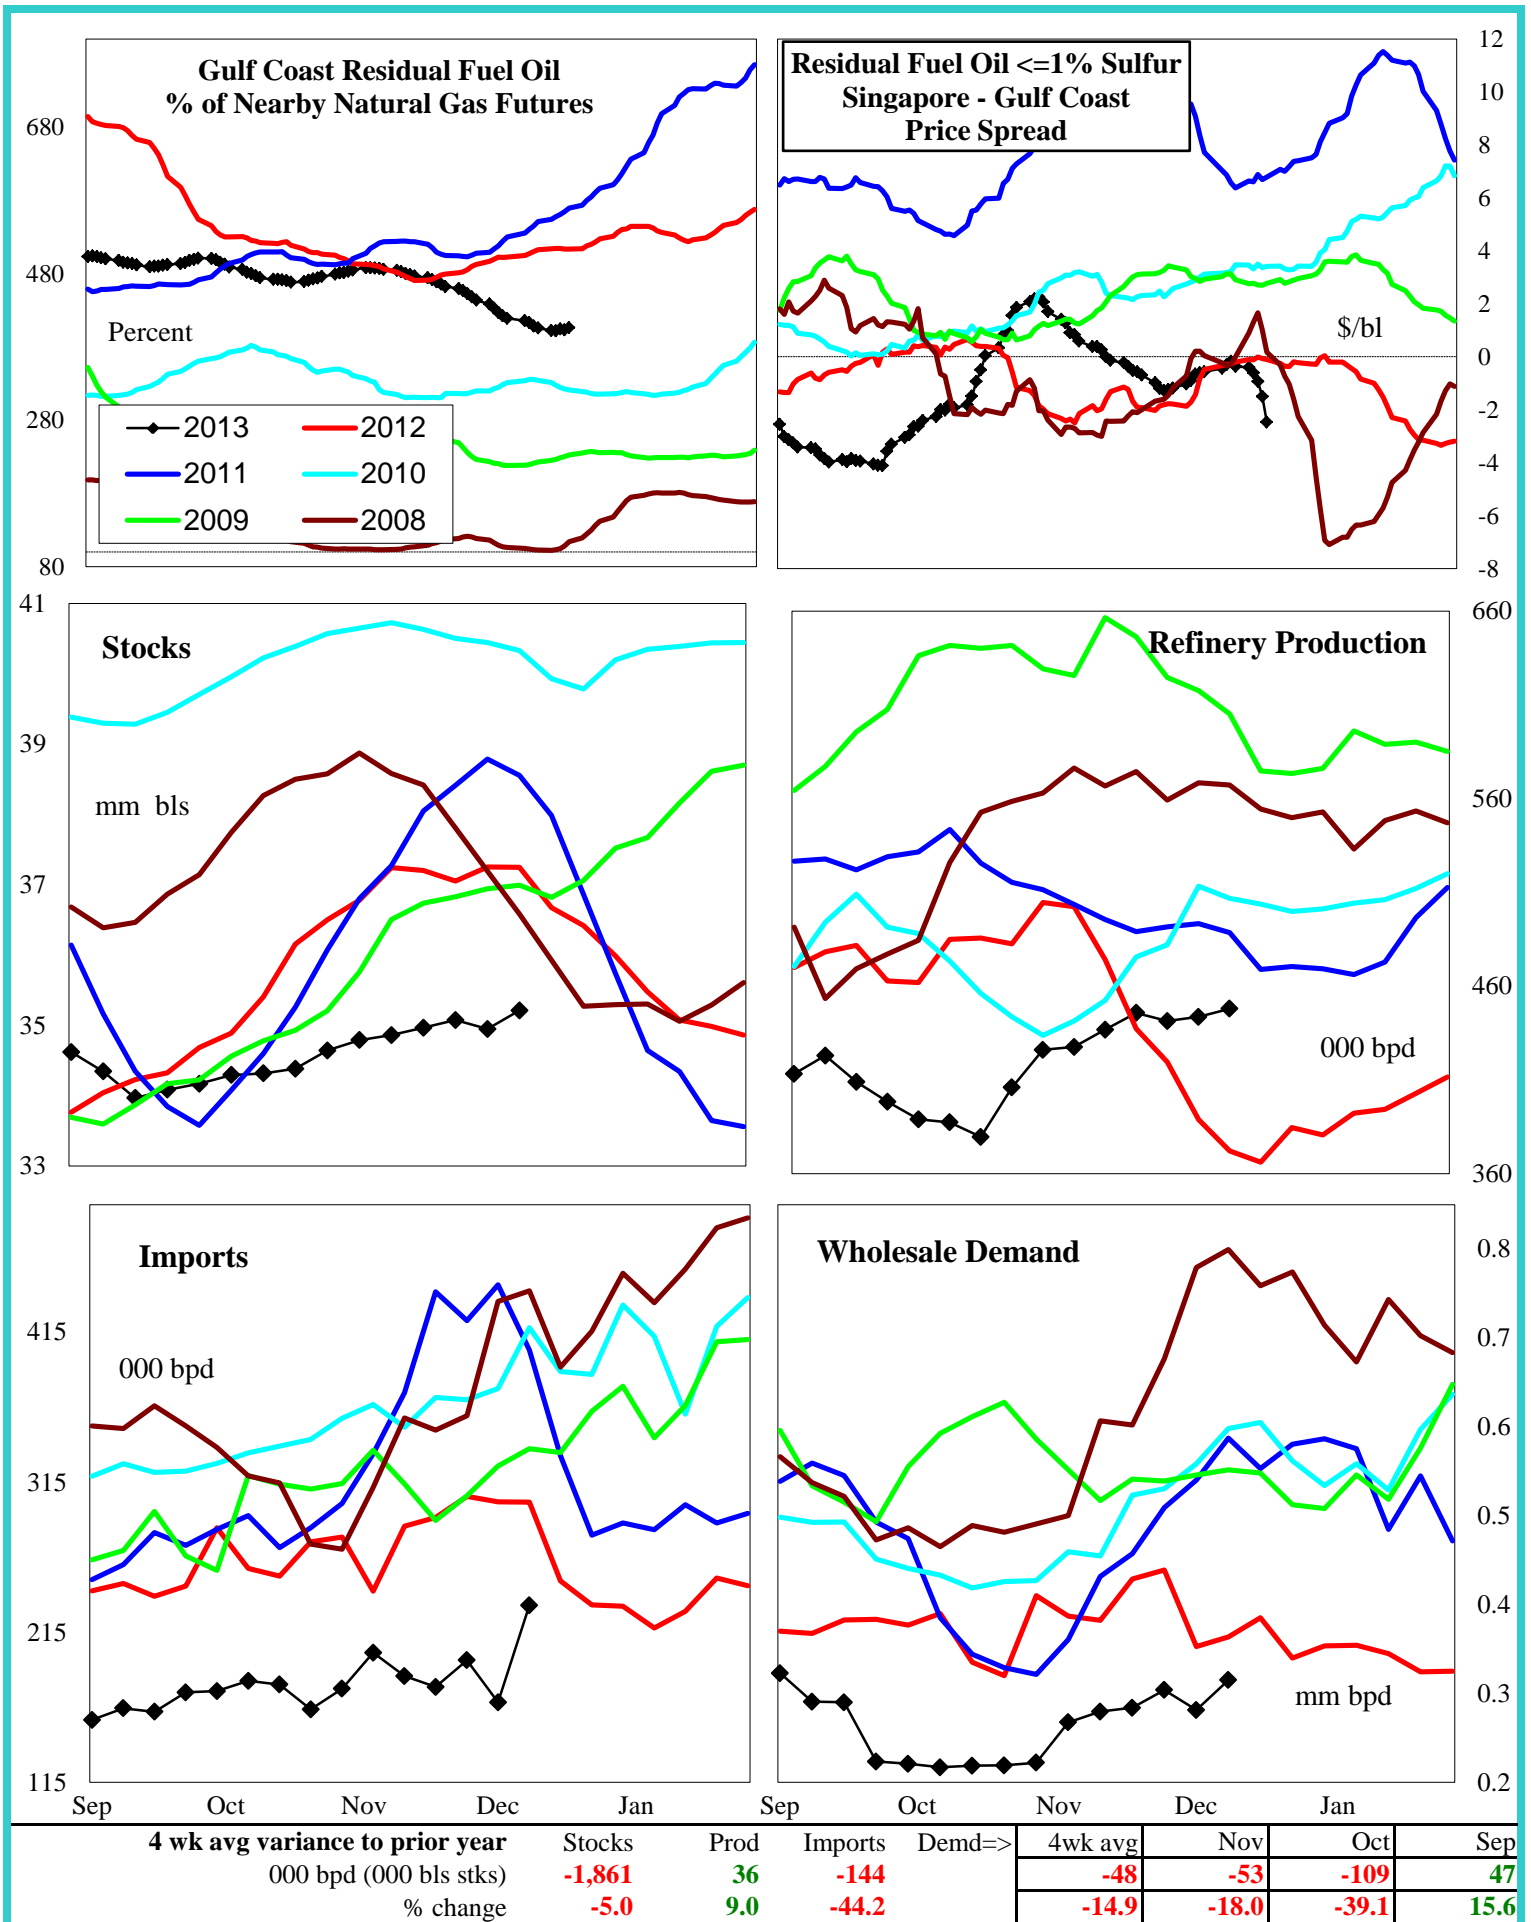 Gulf Coast Residual Fuel Oil
% of Nearby Natural Gas Futures
680
480
280
80
Percent
2013 2012
2011 2010
2009 2008
Residual Fuel Oil <=1% Sulfur
Singapore - Gulf Coast
Price Spread
12
10
8
6
4
2
0
-2
-4
-6
-8
$/bl
Stocks
mm bls
41
39
37
35
33
Refinery Production
000 bpd
660
560
460
360
Imports
000 bpd
415
315
215
115
Sep Oct Nov Dec Jan
Wholesale Demand
mm bpd
0.8
0.7
0.6
0.5
0.4
0.3
0.2
Sep Oct Nov Dec Jan
4 wk avg variance to prior year Stocks Prod Imports Demd=> 4wk avg Nov Oct Sep
000 bpd (000 bls stks) -1,861 36 -144 -48 -53 -109 47
% change -5.0 9.0 -44.2 -14.9 -18.0 -39.1 15.6